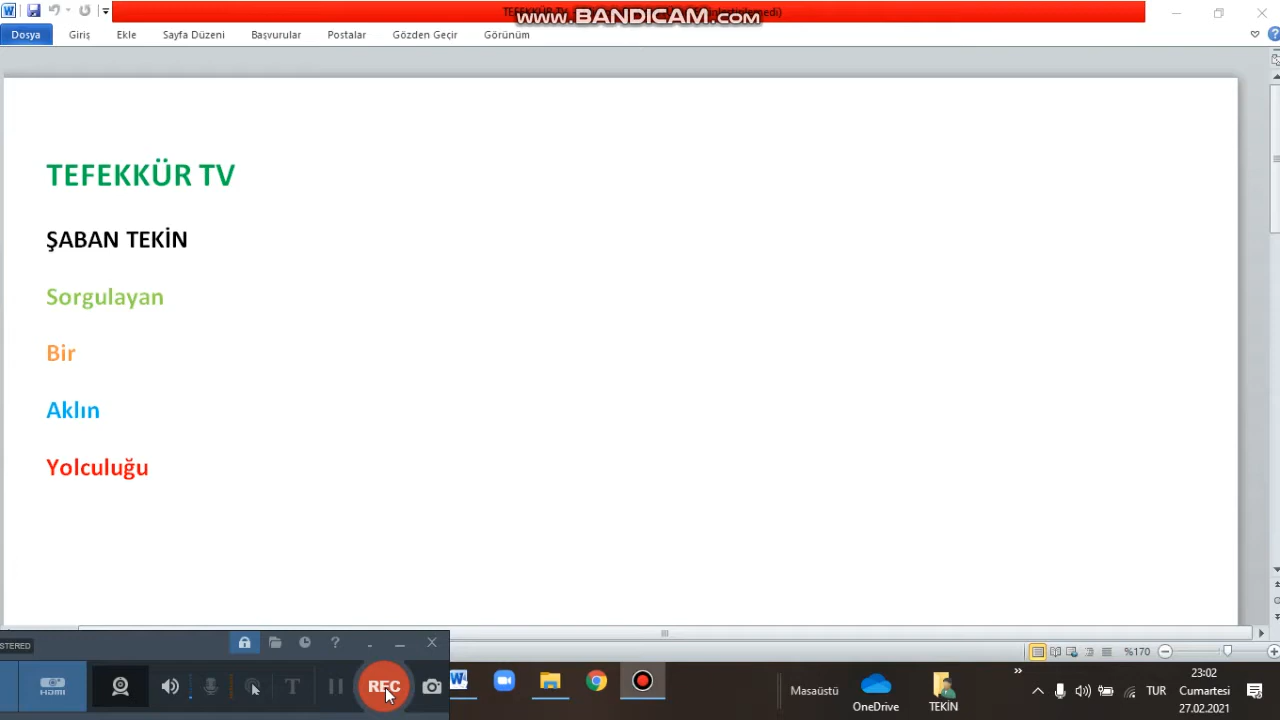 www.BANDICAM.com
Dosya Giriş Ekle Sayfa Düzeni Başvurular Postalar Gözden Geçir Görünüm
TEFEKKÜR TV
ŞABAN TEKİN
Sorgulayan
Bir
Aklın
Yolculuğu
REC
%170
Masaüstü
OneDrive
TEKİN
TUR
23:02
Cumartesi
27.02.2021